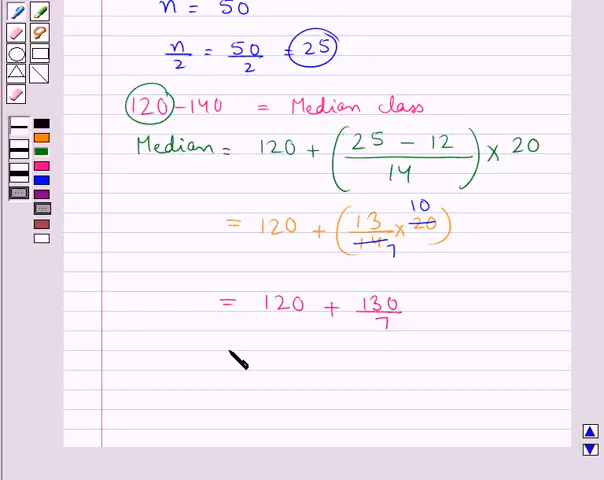 n = 50
n/2 = 50/2 = 25
120-140 = Median class
Median = 120 + (25 - 12 / 14) × 20
= 120 + (13/14 × 20) 10 7
= 120 + 130/7